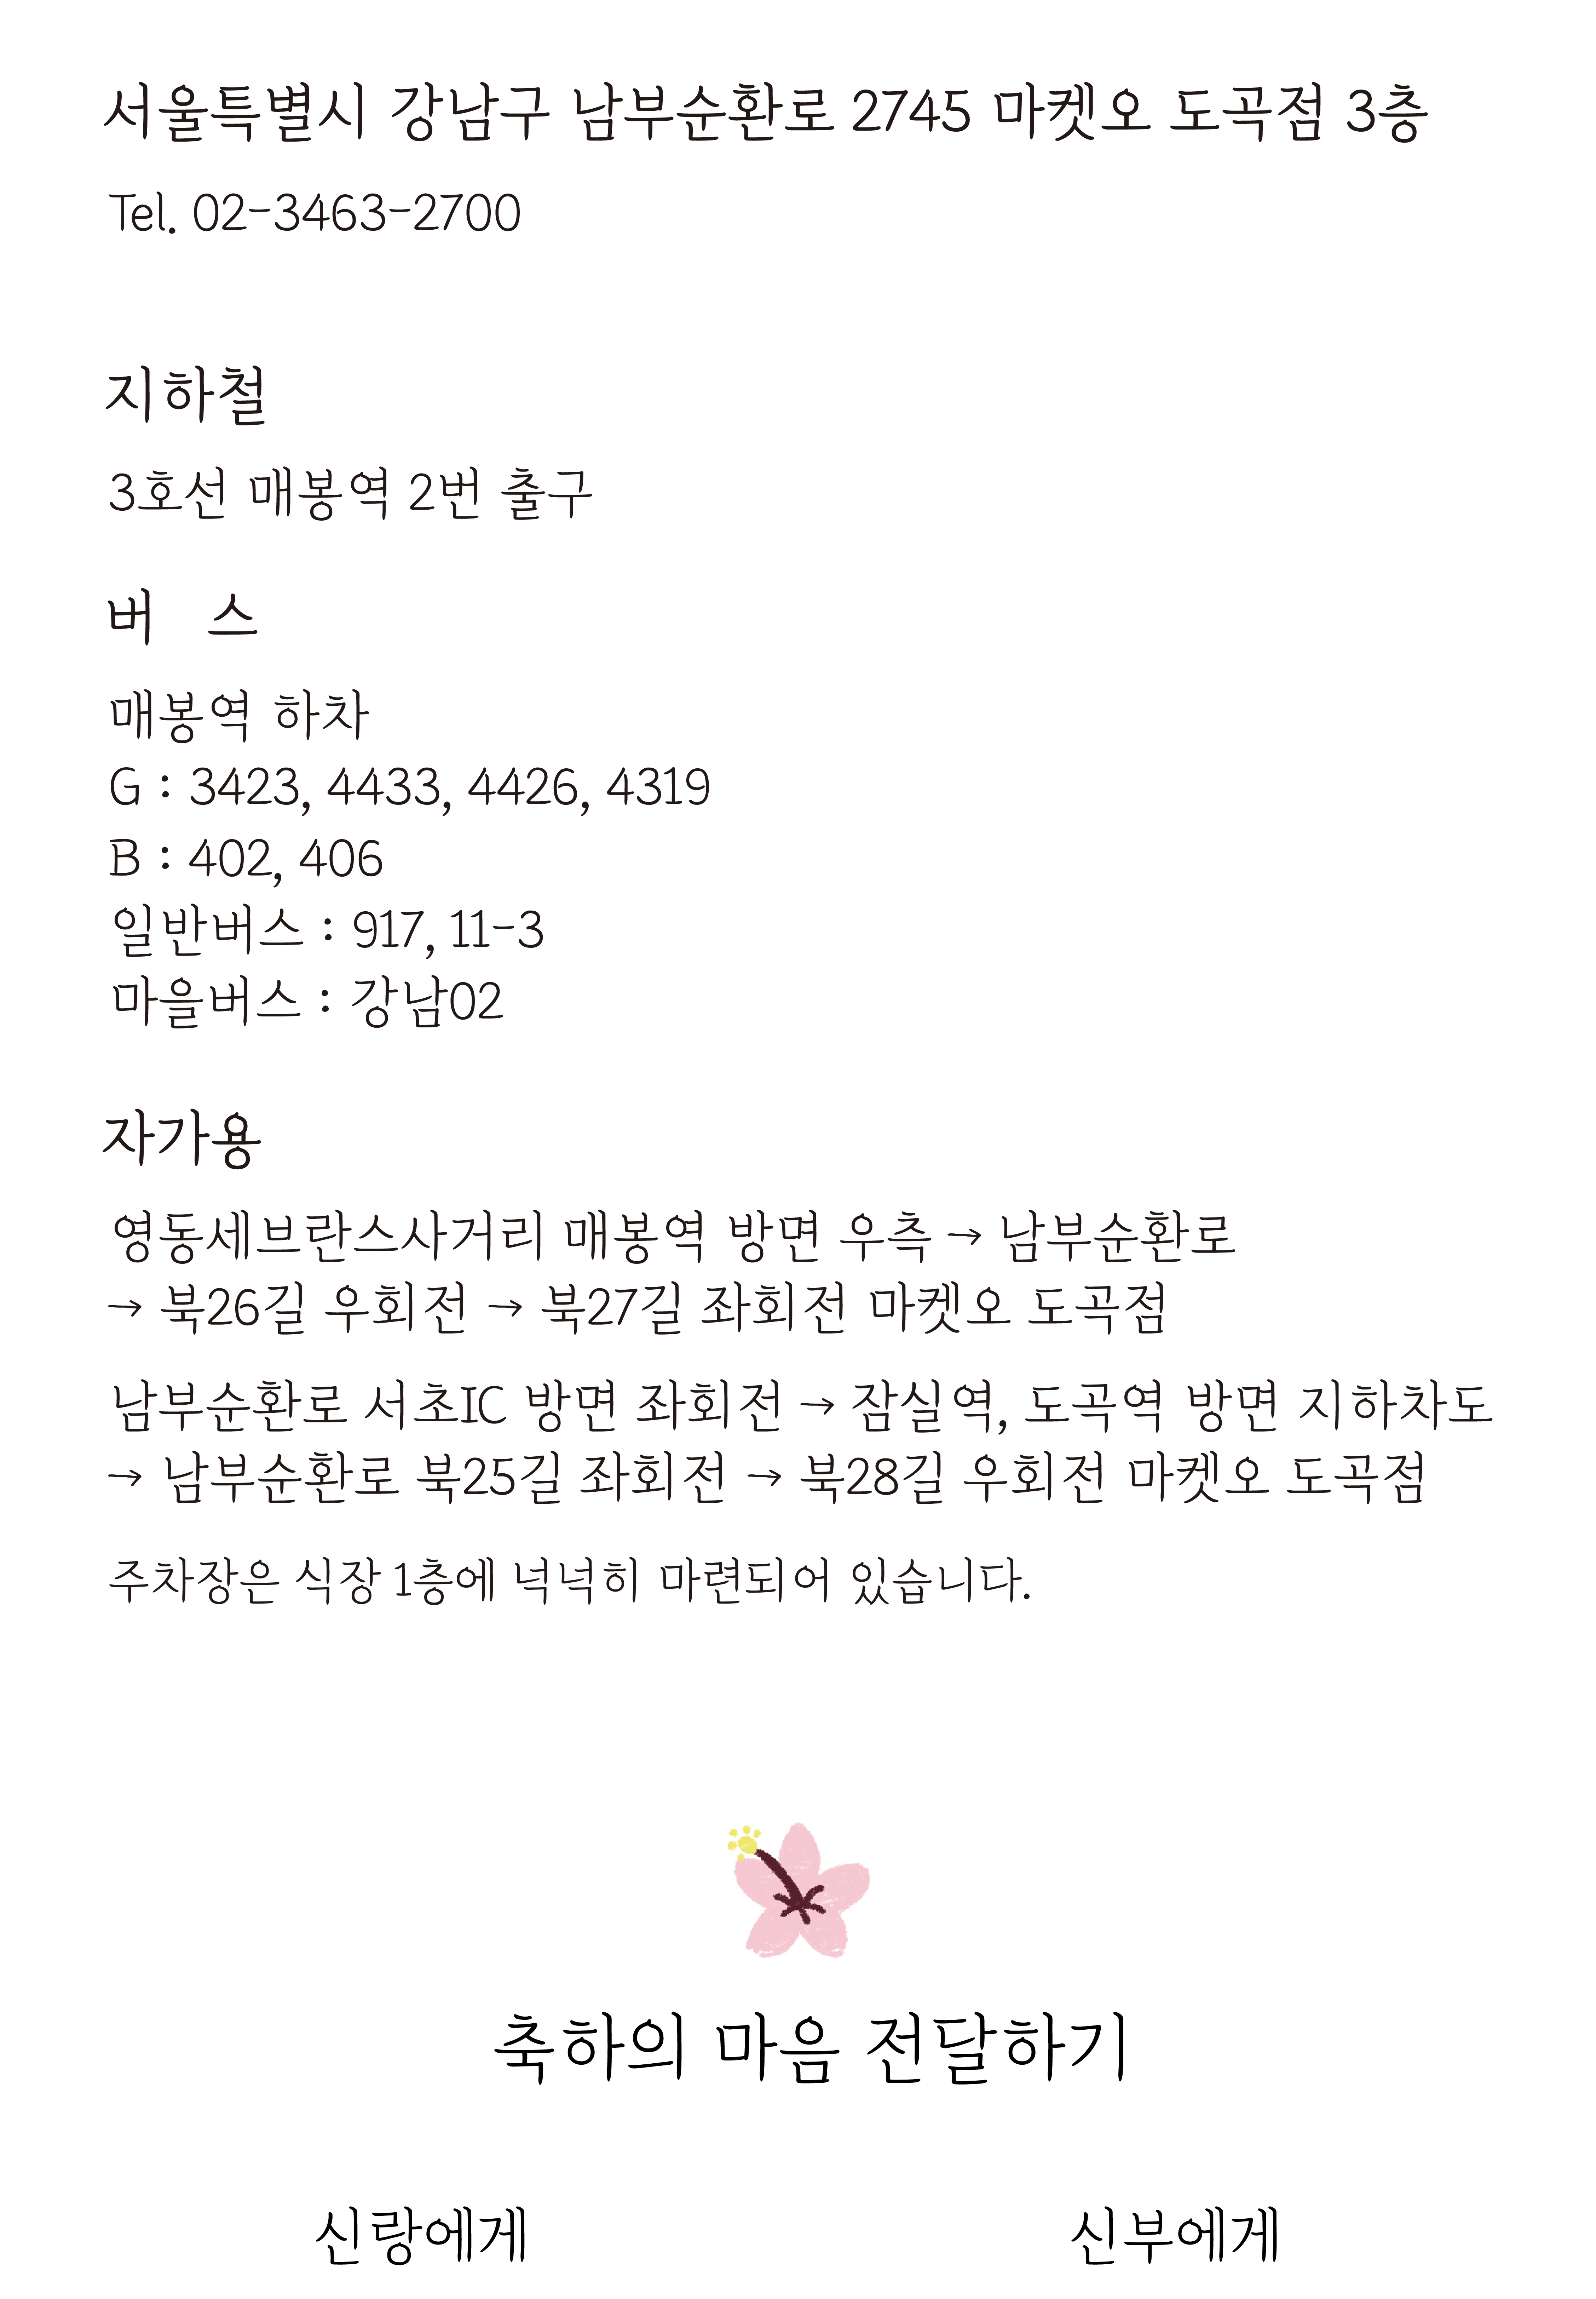 서울특별시 강남구 남부순환로 2745 마켓오 도곡점 3층
Tel. 02-3463-2700
지하철
3호선 매봉역 2번 출구
버 스
매봉역 하차
G : 3423, 4433, 4426, 4319
B : 402, 406
일반버스 : 917, 11-3
마을버스 : 강남02
자가용
영동세브란스사거리 매봉역 방면 우측 → 남부순환로
→ 북26길 우회전 → 북27길 좌회전 마켓오 도곡점
남부순환로 서초IC 방면 좌회전 → 잠실역, 도곡역 방면 지하차도
→ 남부순환로 북25길 좌회전 → 북28길 우회전 마켓오 도곡점
주차장은 식장 1층에 넉넉히 마련되어 있습니다.
축하의 마음 전달하기
신랑에게 신부에게